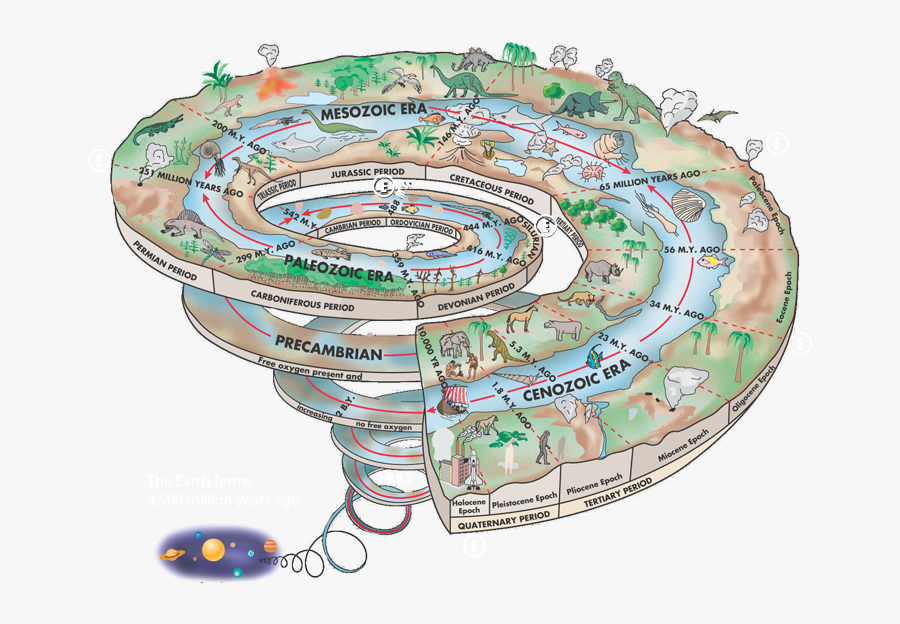 MESOZOIC ERA
200 M.Y. AGO
146 M.Y. AGO
251 MILLION YEARS AGO
65 MILLION YEARS AGO
TRIASSIC PERIOD
JURASSIC PERIOD
CRETACEOUS PERIOD
TERTIARY PERIOD
Paleocene Epoch
542 M.Y.
488
444 M.Y. AGO
CAMBRIAN PERIOD
ORDOVICIAN PERIOD
SILURIAN
416 M.Y. AGO
359 M.Y. AGO
299 M.Y. AGO
PALEOZOIC ERA
PERMIAN PERIOD
CARBONIFEROUS PERIOD
DEVONIAN PERIOD
56 M.Y. AGO
Eocene Epoch
34 M.Y. AGO
23 M.Y. AGO
5.3 M.Y. AGO
1.8 M.Y. AGO
10,000 YR AGO
CENOZOIC ERA
PRECAMBRIAN
Free oxygen present and
increasing
2 B.Y.
no free oxygen
Oligocene Epoch
Miocene Epoch
Pliocene Epoch
Pleistocene Epoch
Holocene
Epoch
TERTIARY PERIOD
QUATERNARY PERIOD
The Earth forms
4,500 million years ago
E
E
E
E
E
E